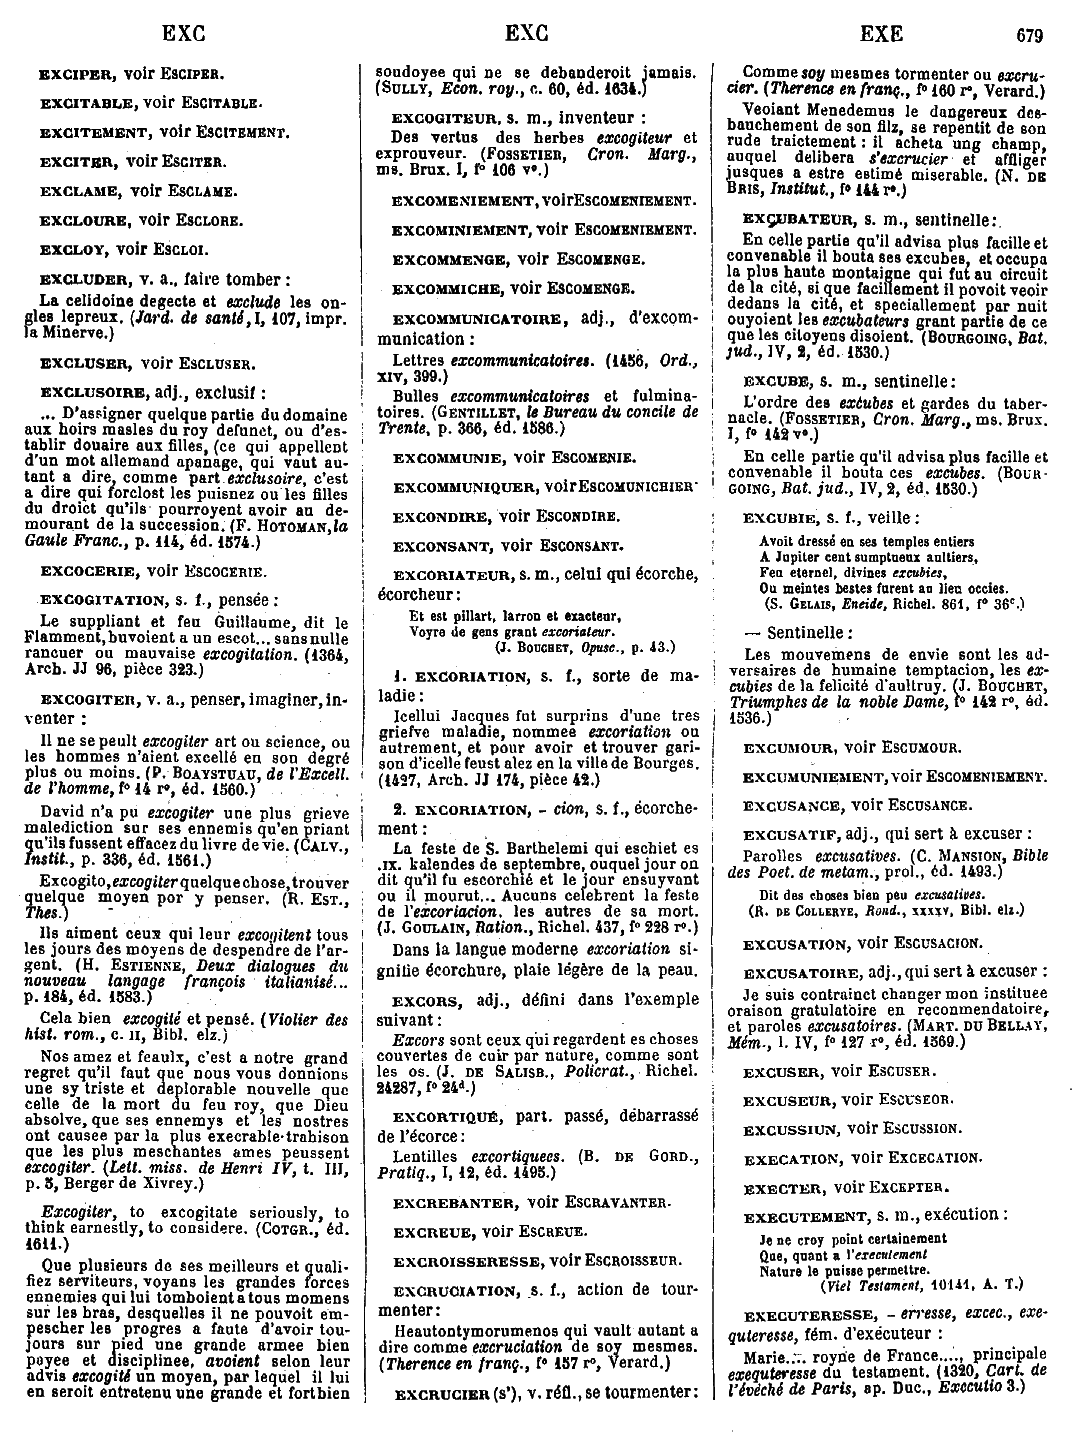 EXC
EXC
EXE
679
EXCIPER, voir ESCIPER.
EXCITABLE, voir ESCITABLE.
EXCITEMENT, voir ESCITEMENT.
EXCITER, voir ESCITER.
EXCLAME, voir ESCLAME.
EXCLOURE, voir ESCLORE.
EXCLOY, voir ESCLOI.
EXCLUDER, v. a., faire tomber :
La celidoine degecte et exclude les on-
gles lepreux. (Jard. de santé, I, 107, impr.
la Minerve.)
EXCLUSER, voir ESCLUSER.
EXCLUSOIRE, adj., exclusif :
... D'assigner quelque partie du domaine
aux hoirs masles du roy defunct, ou d'es-
tablir douaire aux filles, (ce qui appellent
d'un mot allemand apanage, qui vaut au-
tant a dire, comme part exclusoire, c'est
a dire qui forclost les puisnez ou les filles
du droict qu'ils pourroyent avoir au de-
mourant de la succession. (F. HOTOMAN, la
Gaule Franc., p. 114, éd. 1574.)
EXCOCERIE, voir ESCOCERIE.
EXCOGITATION, s. f., pensée :
Le suppliant et feu Guillaume, dit le
Flamment, buvoient a un escot... sans nulle
rancuer ou mauvaise excogitation. (1364,
Arch. JJ 96, pièce 323.)
EXCOGITER, v. a., penser, imaginer, in-
venter :
Il ne se peult excogiter art ou science, ou
les hommes n'aient excellé en son degré
plus ou moins. (P. BOAYSTUAU, de l'Excell.
de l'homme, f° 14 r°, éd. 1560.)
David n'a pu excogiter une plus grieve
malediction sur ses ennemis qu'en priant
qu'ils fussent effacez du livre de vie. (CALV.,
Instit., p. 336, éd. 1561.)
Excogito, excogiter quelque chose, trouver
quelque moyen par y penser. (R. EST.,
Thes.)
Ils aiment ceux qui leur excogitent tous
les jours des moyens de despendre de l'ar-
gent. (H. ESTIENNE, Deux dialogues du
nouveau langage françois italianisé...
p. 184, éd. 1583.)
Cela bien excogité et pensé. (Violier des
hist. rom., c. II, Bibl. elz.)
Nos amez et feaulx, c'est a notre grand
regret qu'il faut que nous vous donnions
une sy triste et deplorable nouvelle que
celle de la mort du feu roy, que Dieu
absolve, que ses ennemys et les nostres
ont causee par la plus execrable trahison
que les plus meschantes ames peussent
excogiter. (Lett. miss. de Henri IV, t. III,
p. 5, Berger de Xivrey.)
Excogiter, to excogitate seriously, to
think earnestly, to considere. (COTGR., éd.
1611.)
Que plusieurs de ses meilleurs et quali-
fiez serviteurs, voyans les grandes forces
ennemies qui lui tomboient a tous momens
sur les bras, desquelles il ne pouvoit em-
pescher les progres a faute d'avoir tou-
jours sur pied une grande armee bien
payee et disciplinee, avoient selon leur
advis excogité un moyen, par lequel il lui
en seroit entretenu une grande et fort bien
soudoyee qui ne se debanderoit jamais.
(SULLY, Econ. roy., c. 60, éd. 1634.)
EXCOGITEUR, s. m., inventeur :
Des vertus des herbes excogiteur et
exprouveur. (FOSSETIER, Cron. Marg.,
ms. Brux. I, f° 106 v°.)
EXCOMENIEMENT, voir ESCOMENIEMENT.
EXCOMINIEMENT, voir ESCOMENIEMENT.
EXCOMMENGE, voir ESCOMENGE.
EXCOMMICHE, voir ESCOMENGE.
EXCOMMUNICATOIRE, adj., d'excom-
munication :
Lettres excommunicatoires. (1456, Ord.,
XIV, 399.)
Bulles excommunicatoires et fulmina-
toires. (GENTILLET, le Bureau du concile de
Trente, p. 366, éd. 1586.)
EXCOMMUNIE, voir ESCOMENIE.
EXCOMMUNIQUER, voir ESCOMUNICHIER.
EXCONDIRE, voir ESCONDIRE.
EXCONSANT, voir ESCONSANT.
EXCORIATEUR, s. m., celui qui écorche,
écorcheur :
Et est pillart, larron et exacteur,
Voyre de gens grant excoriateur.
(J. BOUCHET, Opusc., p. 43.)
1. EXCORIATION, s. f., sorte de ma-
ladie :
Icellui Jacques fut surprins d'une tres
griefve maladie, nommee excoriation ou
autrement, et pour avoir et trouver gari-
son d'icelle feust alez en la ville de Bourges.
(1427, Arch. JJ 174, pièce 42.)
2. EXCORIATION, - cion, s. f., écorche-
ment :
La feste de S. Barthelemi qui eschiet es
.IX. kalendes de septembre, ouquel jour on
dit qu'il fu escorchié et le jour ensuyvant
ou il mourut... Aucuns celebrent la feste
de l'excoriacion, les autres de sa mort.
(J. GOULAIN, Ration., Richel. 437, f° 228 r°.)
Dans la langue moderne excoriation si-
gnifie écorchure, plaie légère de la peau.
EXCORS, adj., défini dans l'exemple
suivant :
Excors sont ceux qui regardent es choses
couvertes de cuir par nature, comme sont
les os. (J. DE SALISB., Policrat., Richel.
24287, f° 24d.)
EXCORTIQUÉ, part. passé, débarrassé
de l'écorce :
Lentilles excortiquees. (B. DE GORD.,
Pratiq., I, 12, éd. 1495.)
EXCREBANTER, voir ESCRAVANTER.
EXCREUE, voir ESCREUE.
EXCROISSERESSE, voir ESCROISSEUR.
EXCRUCIATION, s. f., action de tour-
menter :
Heautontymorumenos qui vault autant a
dire comme excruciation de soy mesmes.
(Therence en franç., f° 157 r°, Verard.)
EXCRUCIER (s'), v. réfl., se tourmenter :
Comme soy mesmes tormenter ou excru-
cier. (Therence en franç., f° 160 r°, Verard.)
Veoiant Menedemus le dangereux des-
bauchement de son filz, se repentit de son
rude traictement : il acheta ung champ,
auquel delibera s'excrucier et affliger
jusques a estre estimé miserable. (N. DE
BRIS, Institut., f° 144 r°.)
EXCUBATEUR, s. m., sentinelle :
En celle partie qu'il advisa plus facille et
convenable il bouta ses excubes, et occupa
la plus haute montaigne qui fut au circuit
de la cité, si que facillement il povoit veoir
dedans la cité, et speciallement par nuit
ouyoient les excubateurs grant partie de ce
que les citoyens disoient. (BOURGOING, Bat.
jud., IV, 2, éd. 1530.)
EXCUBE, s. m., sentinelle :
L'ordre des excubes et gardes du taber-
nacle. (FOSSETIER, Cron. Marg., ms. Brux.
I, f° 142 v°.)
En celle partie qu'il advisa plus facille et
convenable il bouta ces excubes. (BOUR-
GOING, Bat. jud., IV, 2, éd. 1530.)
EXCUBIE, s. f., veille :
Avoit dressé en ses temples entiers
A Jupiter cent sumptueux aultiers,
Feu eternel, divines excubies,
Ou meintes bestes furent au lieu occies.
(S. GELAIS, Eneide, Richel. 861, f° 36c.)
— Sentinelle :
Les mouvemens de envie sont les ad-
versaires de humaine temptacion, les ex-
cubies de la felicité d'aultruy. (J. BOUCHET,
Triumphes de la noble Dame, f° 142 r°, éd.
1536.)
EXCUMOUR, voir ESCUMOUR.
EXCUMUNIEMENT, voir ESCOMENIEMENT.
EXCUSANCE, voir ESCUSANCE.
EXCUSATIF, adj., qui sert à excuser :
Parolles excusatives. (C. MANSION, Bible
des Poet. de metam., prol., éd. 1493.)
Dit des choses bien peu excusatives.
(R. DE COLLERYE, Rond., XXXXV, Bibl. elz.)
EXCUSATION, voir ESCUSACION.
EXCUSATOIRE, adj., qui sert à excuser :
Je suis contrainct changer mon instituee
oraison gratulatoire en recommendatoire,
et paroles excusatoires. (MART. DU BELLAY,
Mém., l. IV, f° 127 r°, éd. 1569.)
EXCUSER, voir ESCUSER.
EXCUSEUR, voir ESCUSEOR.
EXCUSSIUN, voir ESCUSSION.
EXECATION, voir EXCECATION.
EXECTER, voir EXCEPTER.
EXECUTEMENT, s. m., exécution :
Je ne croy point certainement
Que, quant a l'executement
Nature le puisse permettre.
(Viel Testament, 10141, A. T.)
EXECUTERESSE, - erresse, excec., exe-
quteresse, fém. d'exécuteur :
Marie... royne de France...., principale
exequteresse du testament. (1320, Cart. de
l'évêché de Paris, ap. Duc., Executio 3.)